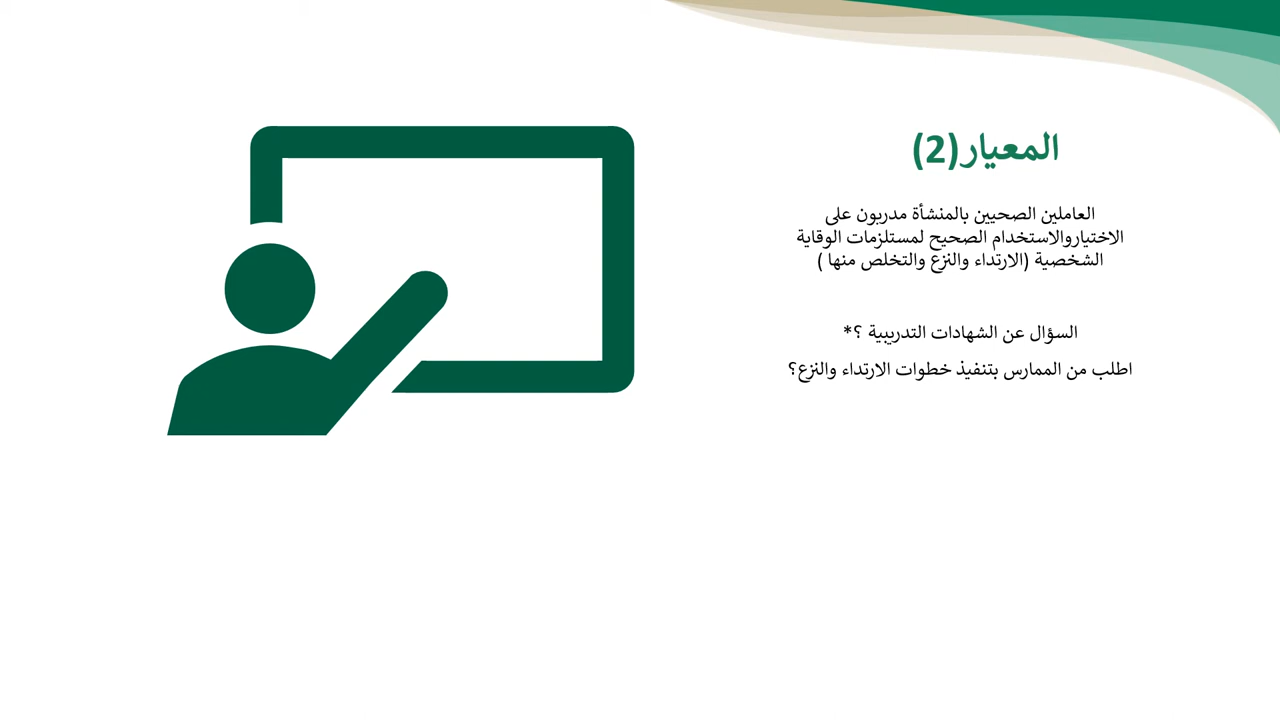 المعيار(2)
العاملين الصحيين بالمنشأة مدربون على
الاختياروالاستخدام الصحيح لمستلزمات الوقاية
الشخصية (الارتداء والنزع والتخلص منها )
السؤال عن الشهادات التدريبية ؟*
اطلب من الممارس بتنفيذ خطوات الارتداء والنزع؟